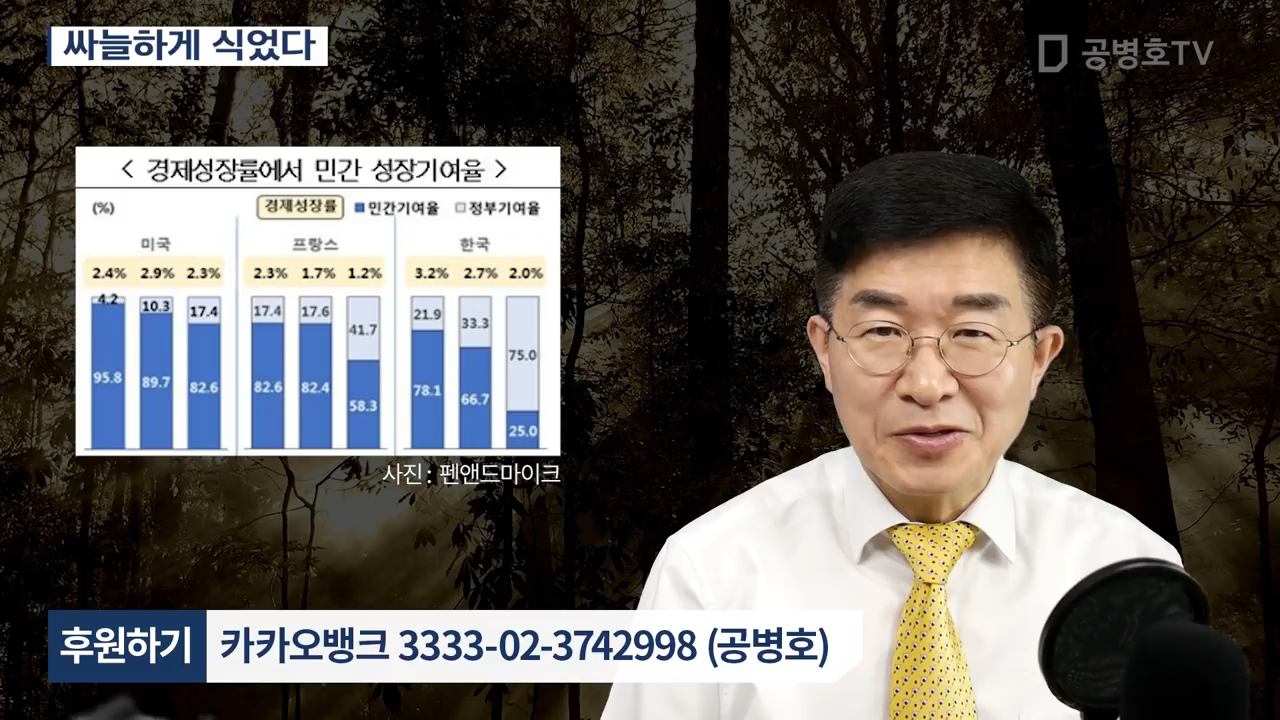 싸늘하게 식었다
공병호TV
< 경제성장률에서 민간 성장기여율 >
(%) 경제성장률 ■민간기여율 □정부기여율
미국 프랑스 한국
2.4% 2.9% 2.3% 2.3% 1.7% 1.2% 3.2% 2.7% 2.0%
4.2 10.3 17.4 17.4 17.6 41.7 21.9 33.3 75.0
95.8 89.7 82.6 82.6 82.4 58.3 78.1 66.7 25.0
사진 : 펜앤드마이크
후원하기 카카오뱅크 3333-02-3742998 (공병호)